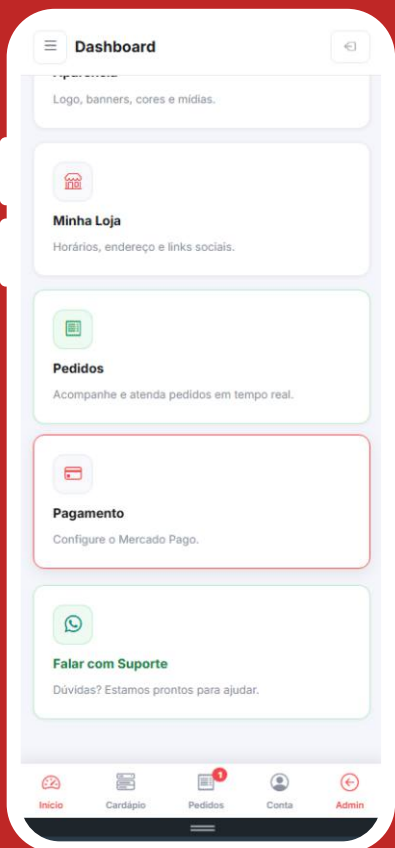 Dashboard
Aparência
Logo, banners, cores e mídias.
Minha Loja
Horários, endereço e links sociais.
Pedidos
Acompanhe e atenda pedidos em tempo real.
Pagamento
Configure o Mercado Pago.
Falar com Suporte
Dúvidas? Estamos prontos para ajudar.
1
Início
Cardápio
Pedidos
Conta
Admin